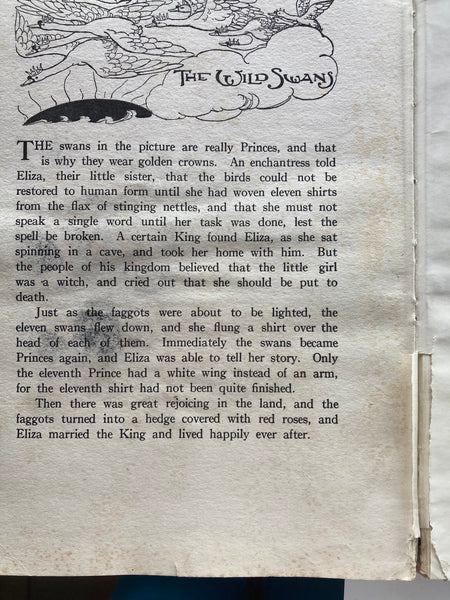 THE WILD SWANS
THE swans in the picture are really Princes, and that
is why they wear golden crowns. An enchantress told
Eliza, their little sister, that the birds could not be
restored to human form until she had woven eleven shirts
from the flax of stinging nettles, and that she must not
speak a single word until her task was done, lest the
spell be broken. A certain King found Eliza, as she sat
spinning in a cave, and took her home with him. But
the people of his kingdom believed that the little girl
was a witch, and cried out that she should be put to
death.
Just as the faggots were about to be lighted, the
eleven swans flew down, and she flung a shirt over the
head of each of them. Immediately the swans became
Princes again, and Eliza was able to tell her story. Only
the eleventh Prince had a white wing instead of an arm,
for the eleventh shirt had not been quite finished.
Then there was great rejoicing in the land, and the
faggots turned into a hedge covered with red roses, and
Eliza married the King and lived happily ever after.